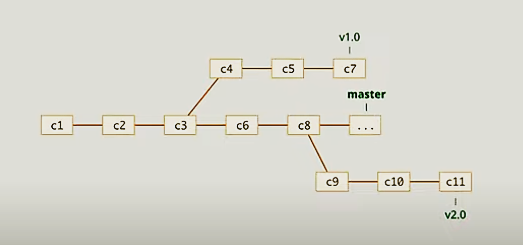 v1.0
c4 c5 c7
master
c1 c2 c3 c6 c8 ...
c9 c10 c11
v2.0